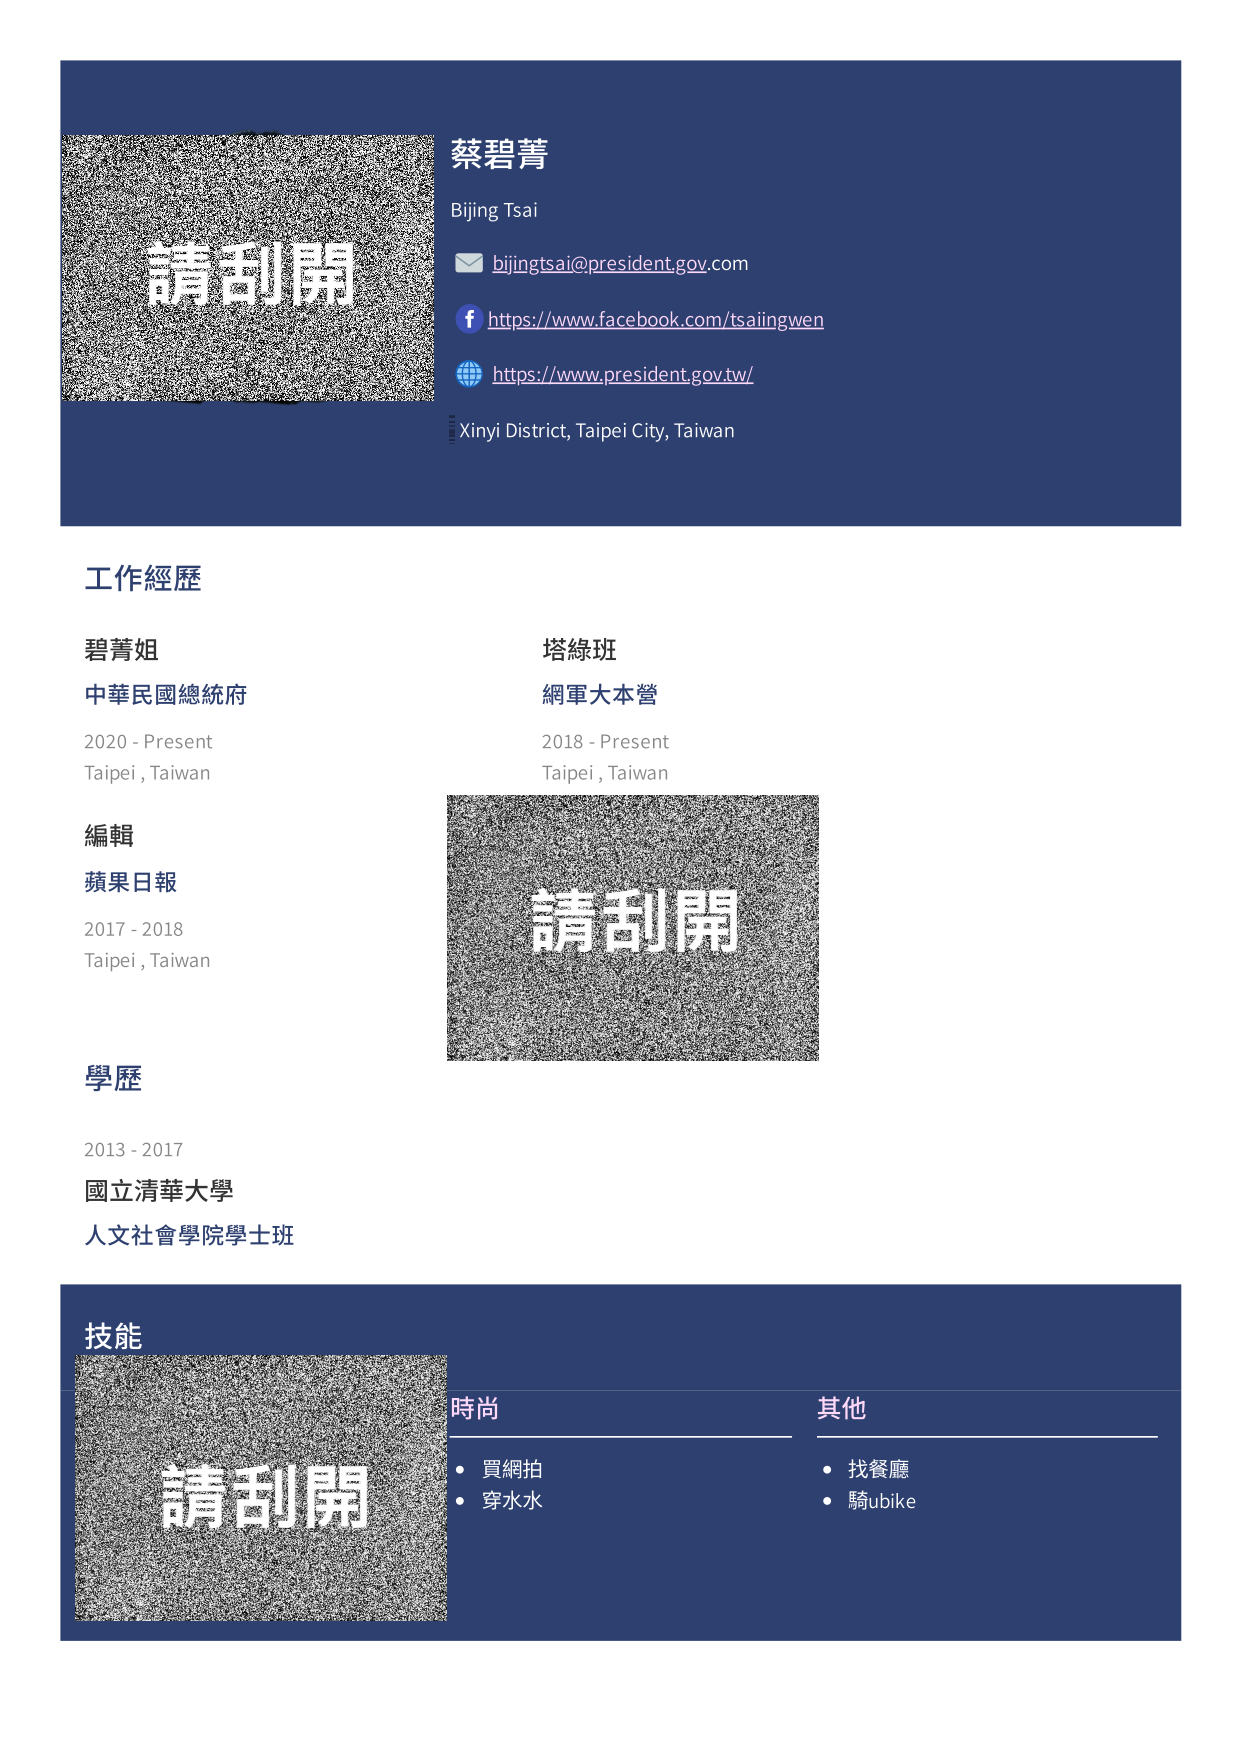 請刮開
蔡碧菁
Bijing Tsai
bijingtsai@president.gov.com
https://www.facebook.com/tsaiingwen
https://www.president.gov.tw/
Xinyi District, Taipei City, Taiwan
工作經歷
碧菁姐
中華民國總統府
2020 - Present
Taipei , Taiwan
塔綠班
網軍大本營
2018 - Present
Taipei , Taiwan
編輯
蘋果日報
2017 - 2018
Taipei , Taiwan
請刮開
學歷
2013 - 2017
國立清華大學
人文社會學院學士班
技能
請刮開
時尚
買網拍
穿水水
其他
找餐廳
騎ubike